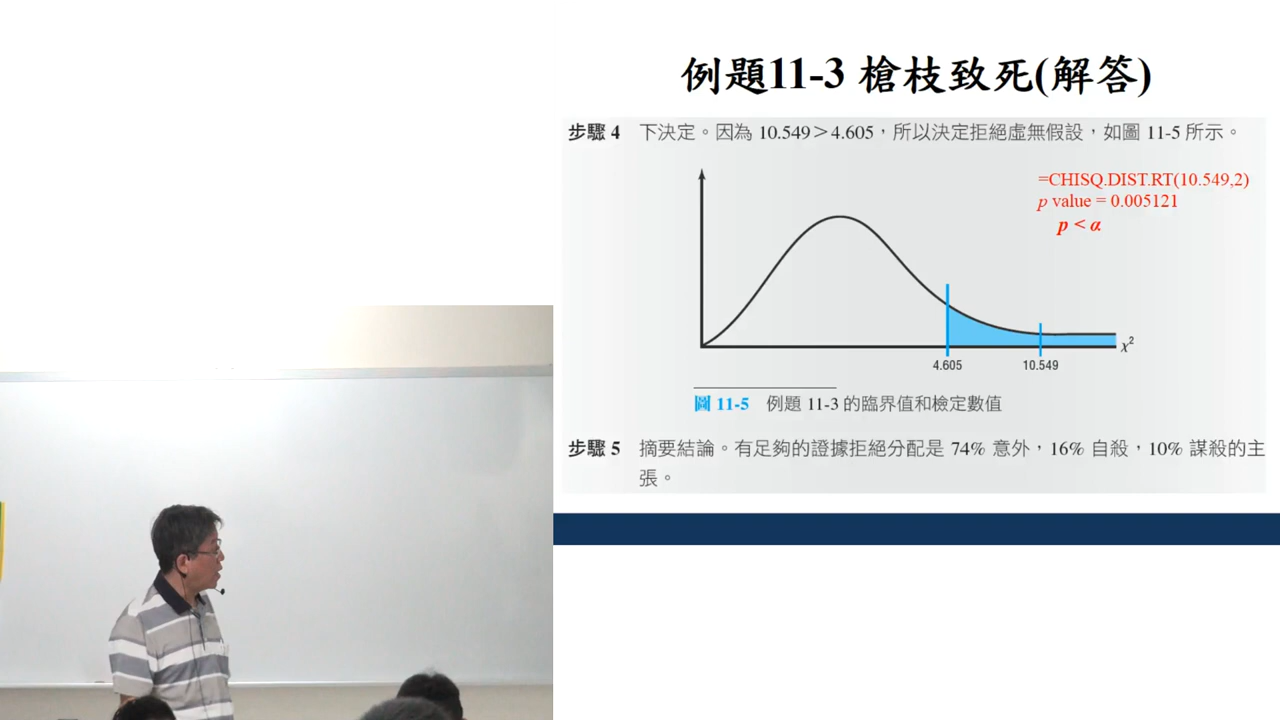 例題11-3 槍枝致死(解答)
步驟 4 下決定。因為 10.549＞4.605，所以決定拒絕虛無假設，如圖 11-5 所示。
=CHISQ.DIST.RT(10.549,2)
p value = 0.005121
p < α
χ²
4.605 10.549
圖 11-5 例題 11-3 的臨界值和檢定數值
步驟 5 摘要結論。有足夠的證據拒絕分配是 74% 意外，16% 自殺，10% 謀殺的主
張。